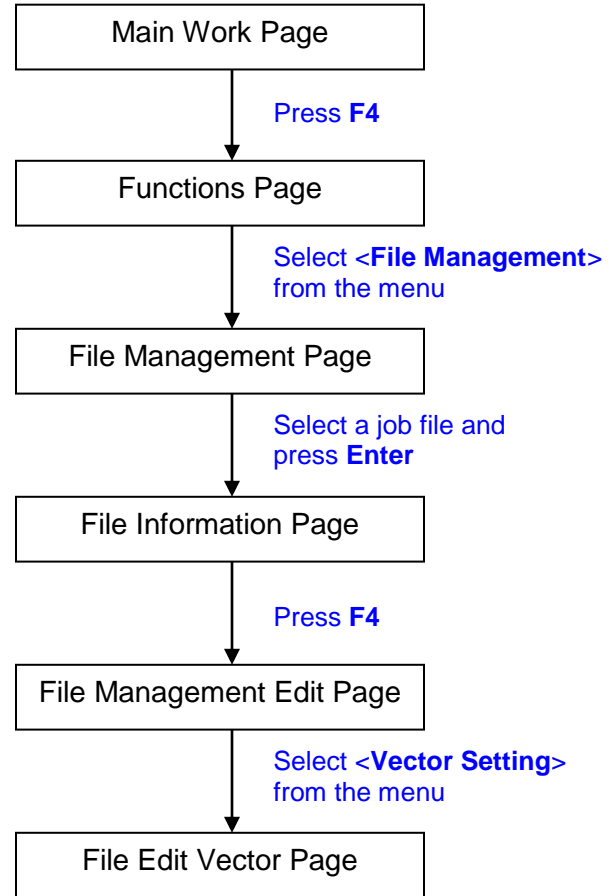 Main Work Page
Press F4
Functions Page
Select <File Management>
from the menu
File Management Page
Select a job file and
press Enter
File Information Page
Press F4
File Management Edit Page
Select <Vector Setting>
from the menu
File Edit Vector Page